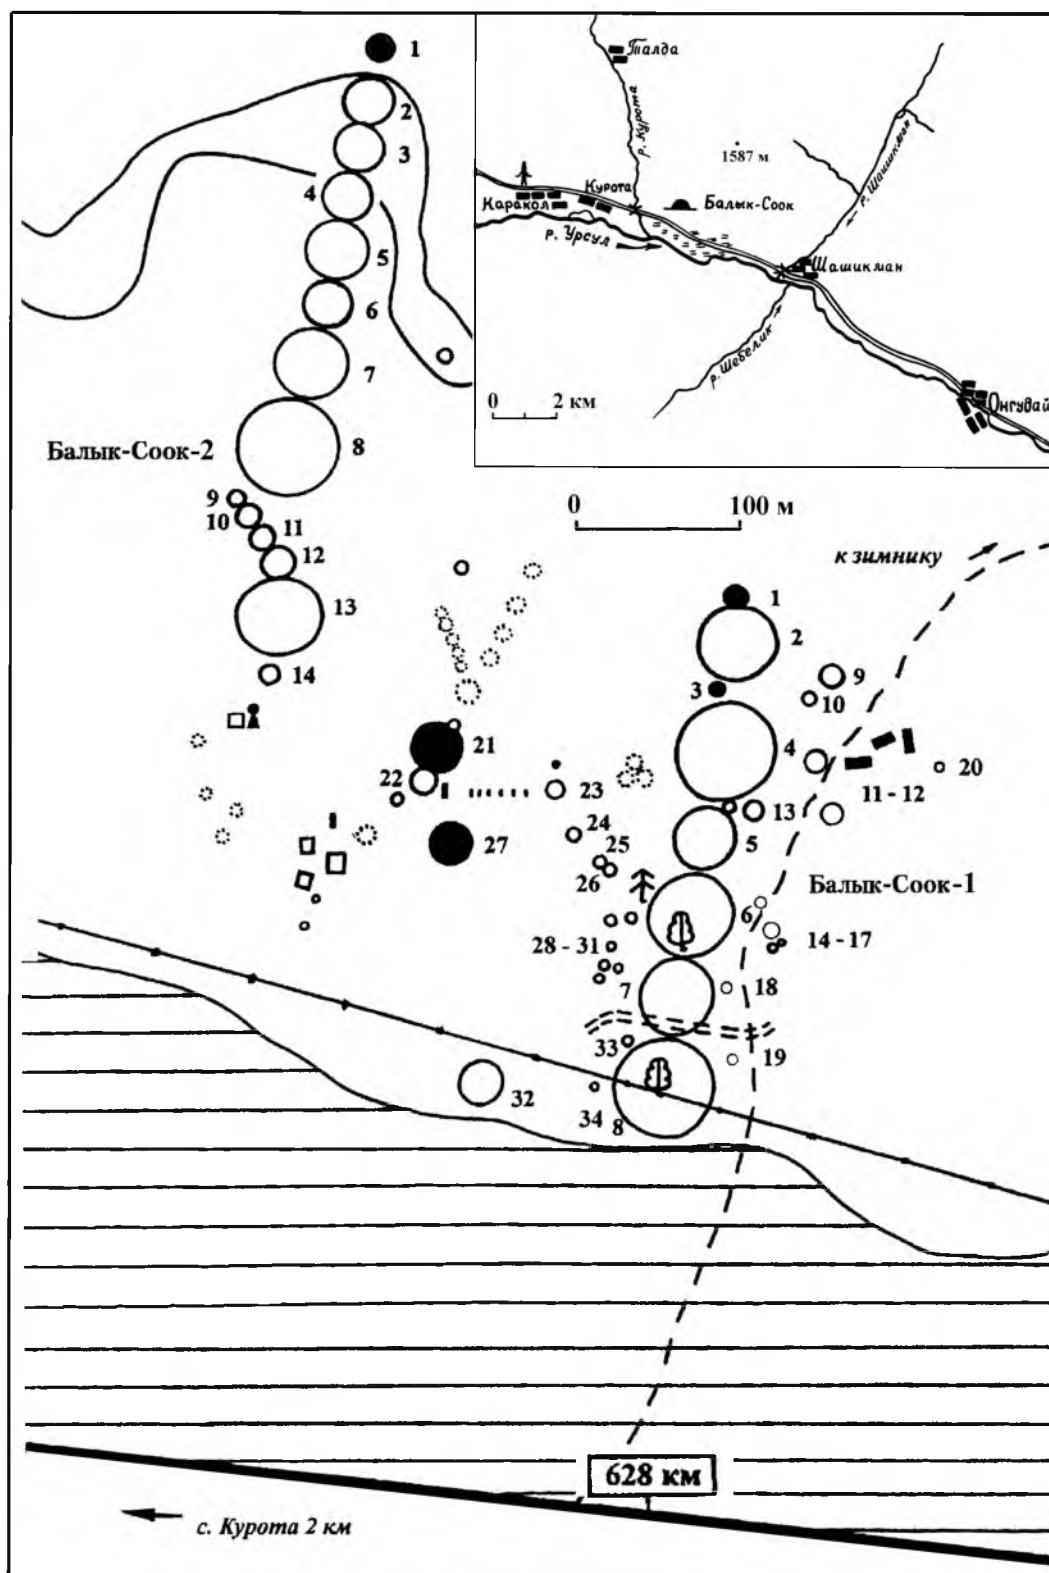 1
2
3
4
5
6
7
Балык-Соок-2
8
9
10
11
12
13
14
Талда
р. Курота
1587 м
р. Шашикман
Каракол
Курота
Балык-Соок
р. Урсул
Шашикман
р. Шебелик
Онгувай
0 2 км
0 100 м
к зимнику
1
2
3
9
10
4
20
11 - 12
13
5
21
22
23
24
25
26
27
Балык-Соок-1
6
14 - 17
28 - 31
7
18
33
19
32
34
8
628 км
с. Курота 2 км